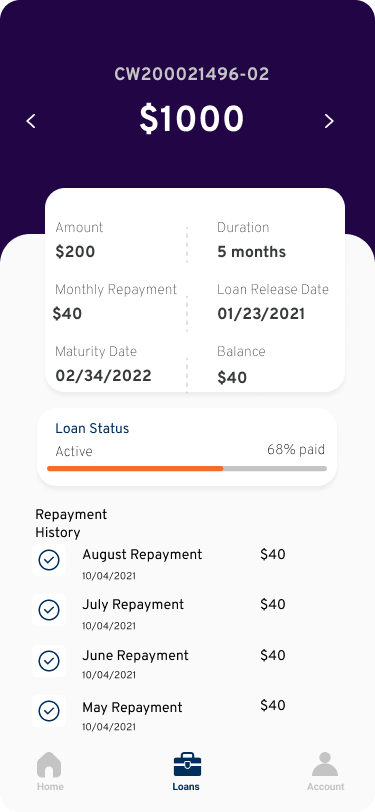 CW200021496-02
$1000
Amount
Duration
$200
5 months
Monthly Repayment
Loan Release Date
$40
01/23/2021
Maturity Date
Balance
02/34/2022
$40
Loan Status
Active
68% paid
Repayment
History
August Repayment
$40
10/04/2021
July Repayment
$40
10/04/2021
June Repayment
$40
10/04/2021
May Repayment
$40
10/04/2021
Home
Loans
Account